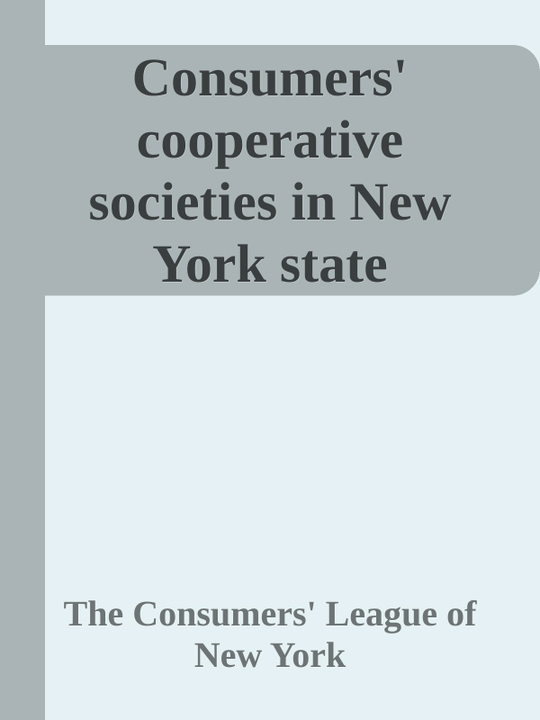 Consumers'
cooperative
societies in New
York state
The Consumers' League of
New York